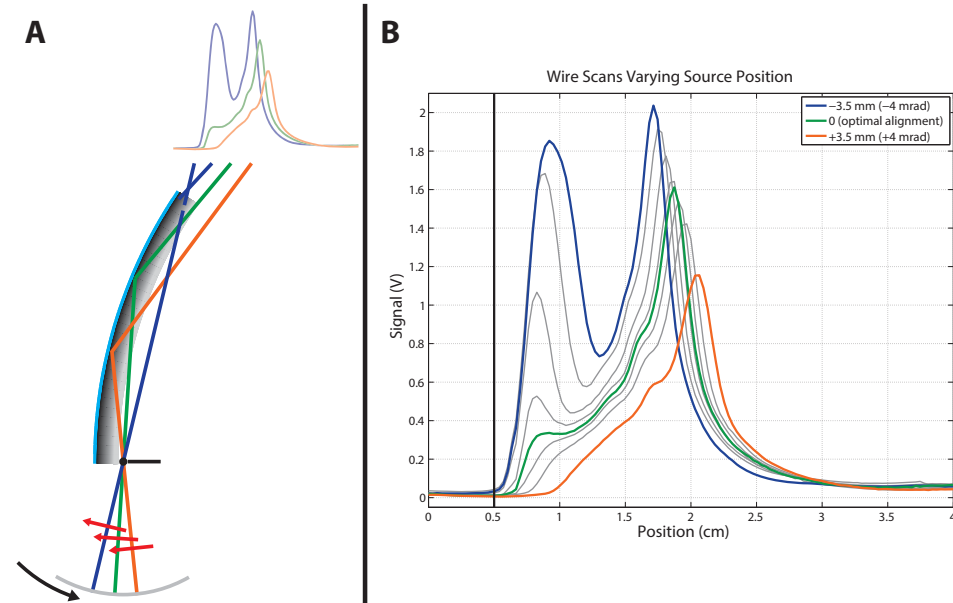 A
B
Wire Scans Varying Source Position
−3.5 mm (−4 mrad)
0 (optimal alignment)
+3.5 mm (+4 mrad)
Signal (V)
2
1.8
1.6
1.4
1.2
1
0.8
0.6
0.4
0.2
0
0 0.5 1 1.5 2 2.5 3 3.5 4
Position (cm)